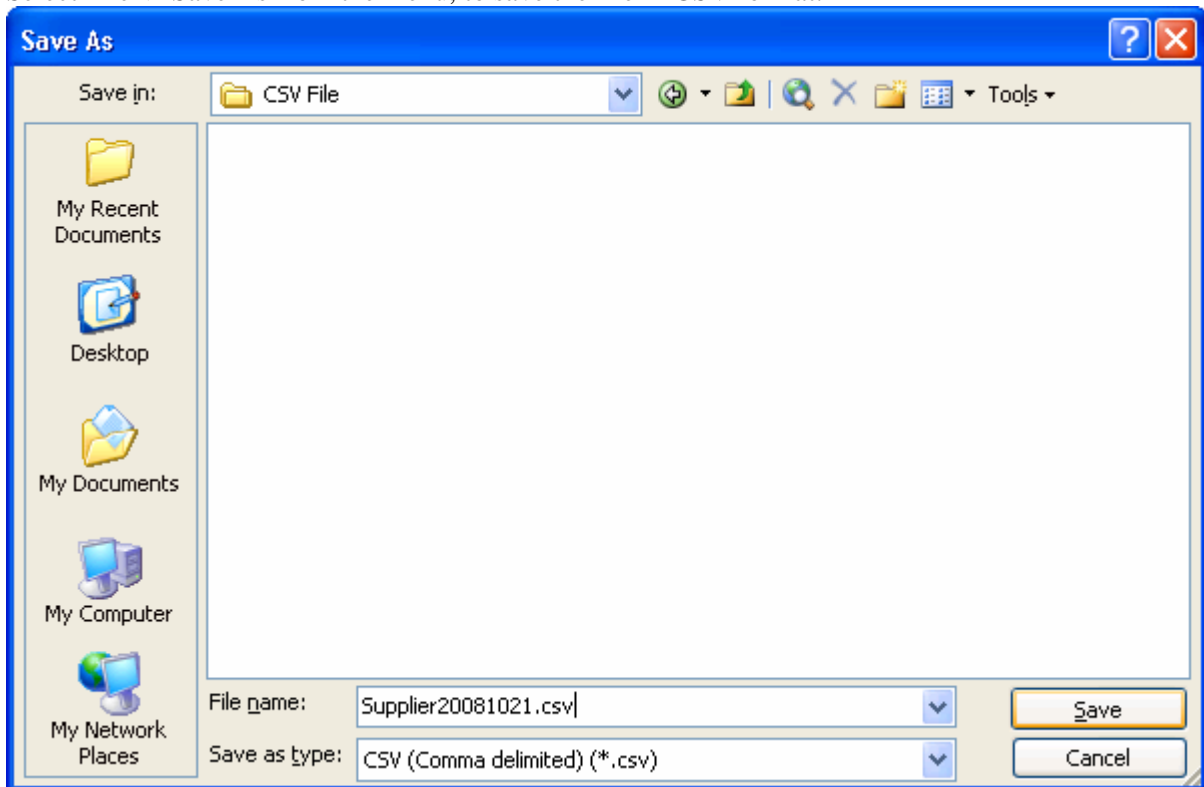 Save As
Save in:
CSV File
Tools
My Recent
Documents
Desktop
My Documents
My Computer
My Network
Places
File name:
Supplier20081021.csv
Save
Save as type:
CSV (Comma delimited) (*.csv)
Cancel